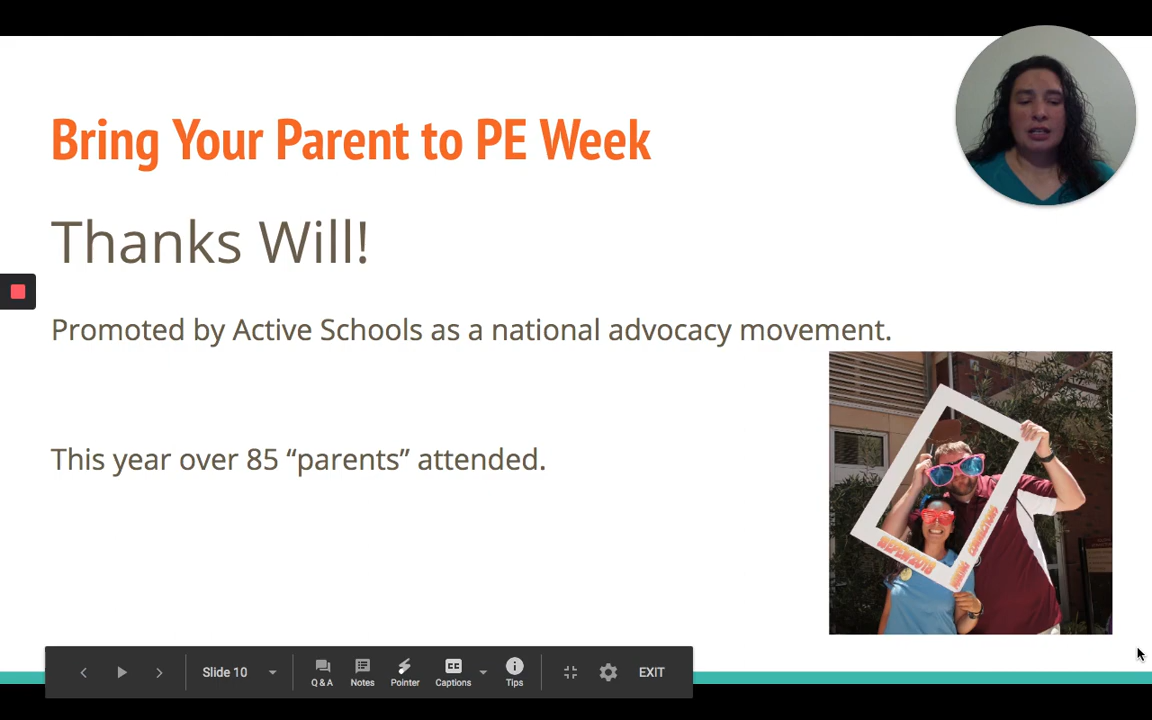 Bring Your Parent to PE Week
Thanks Will!
Promoted by Active Schools as a national advocacy movement.
This year over 85 “parents” attended.
Slide 10
Q & A
Notes
Pointer
CC
Captions
Tips
EXIT